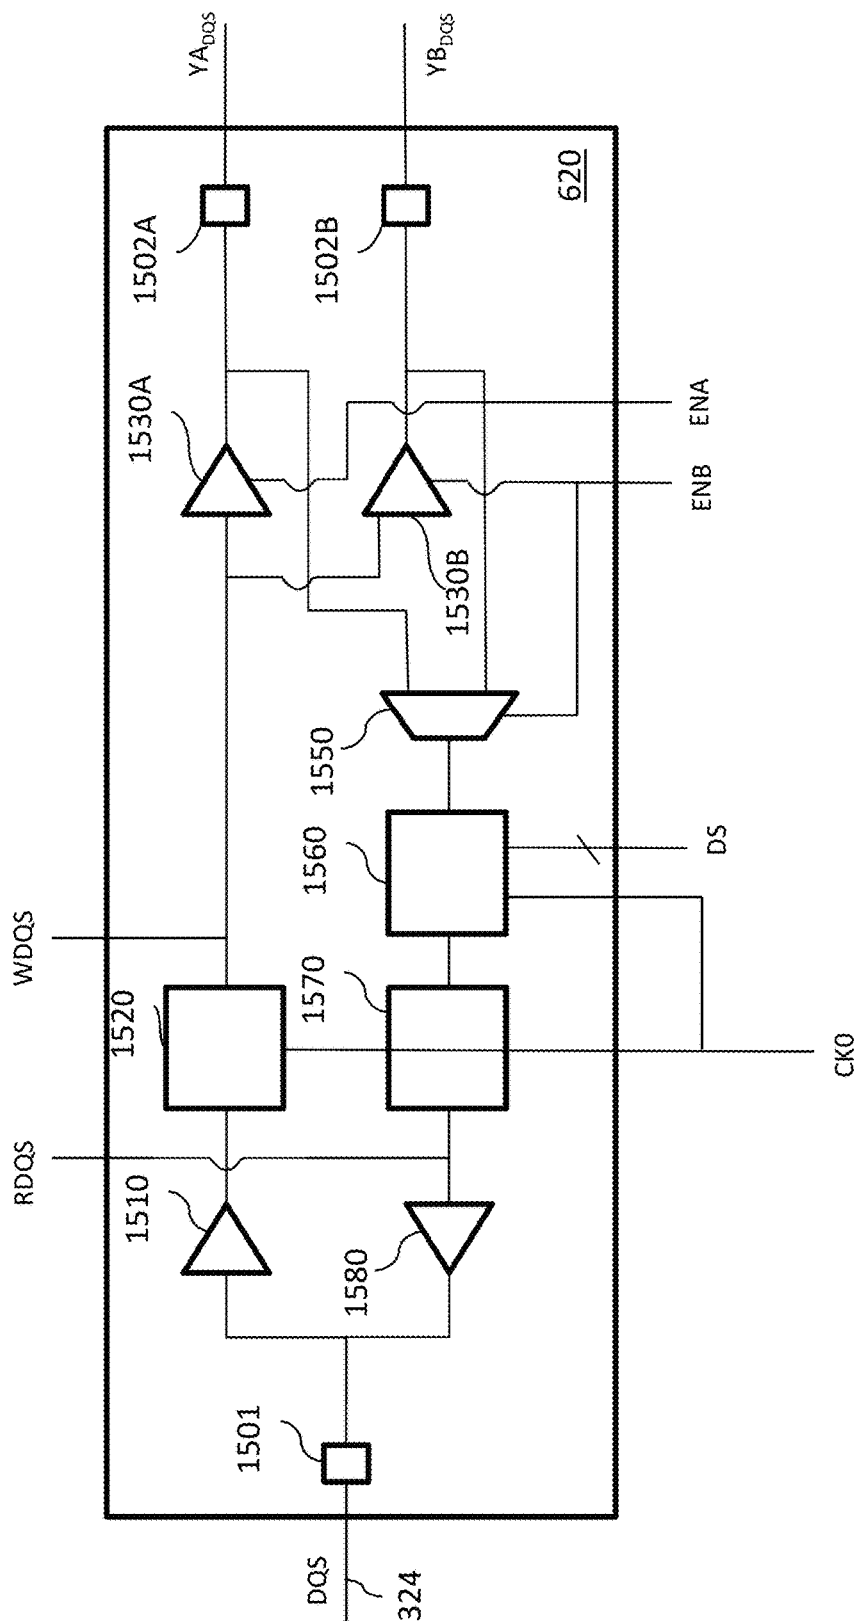 YA_DQS
YB_DQS
620
1502A
1502B
1530A
1530B
ENA
ENB
1550
1560
DS
WDQS
1520
1570
CK0
RDQS
1510
1580
1501
DQS
324